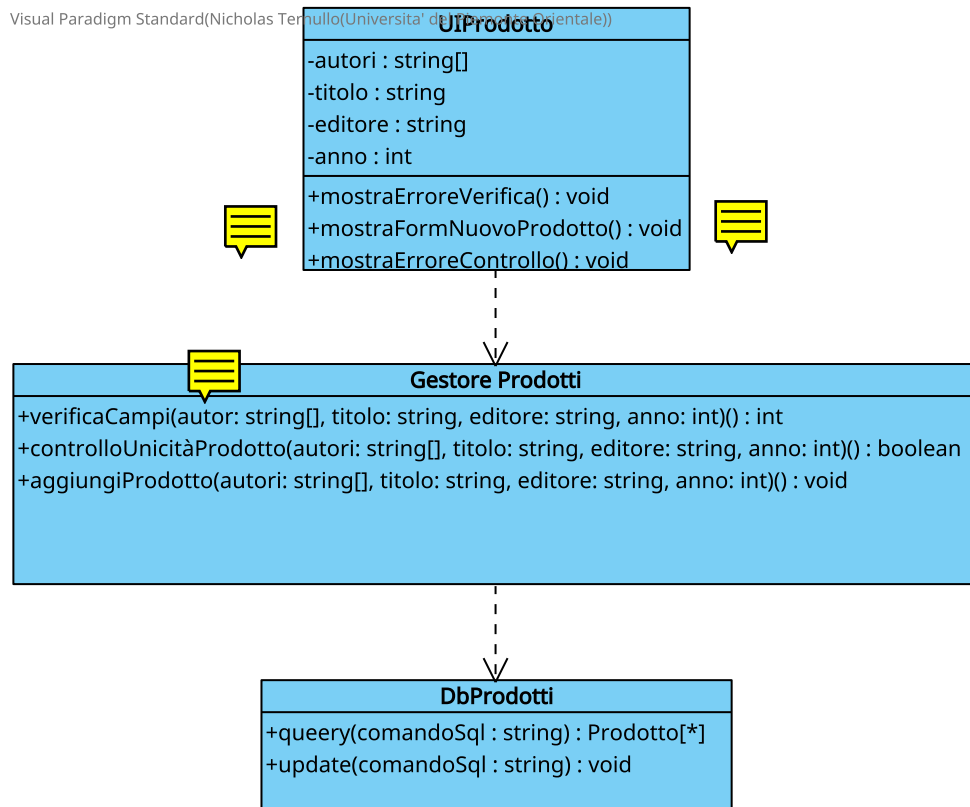 Visual Paradigm Standard(Nicholas Ternullo(Universita' del Piemonte Orientale))
UIProdotto
-autori : string[]
-titolo : string
-editore : string
-anno : int
+mostraErroreVerifica() : void
+mostraFormNuovoProdotto() : void
+mostraErroreControllo() : void
Gestore Prodotti
+verificaCampi(autor: string[], titolo: string, editore: string, anno: int)() : int
+controlloUnicitàProdotto(autori: string[], titolo: string, editore: string, anno: int)() : boolean
+aggiungiProdotto(autori: string[], titolo: string, editore: string, anno: int)() : void
DbProdotti
+queery(comandoSql : string) : Prodotto[*]
+update(comandoSql : string) : void